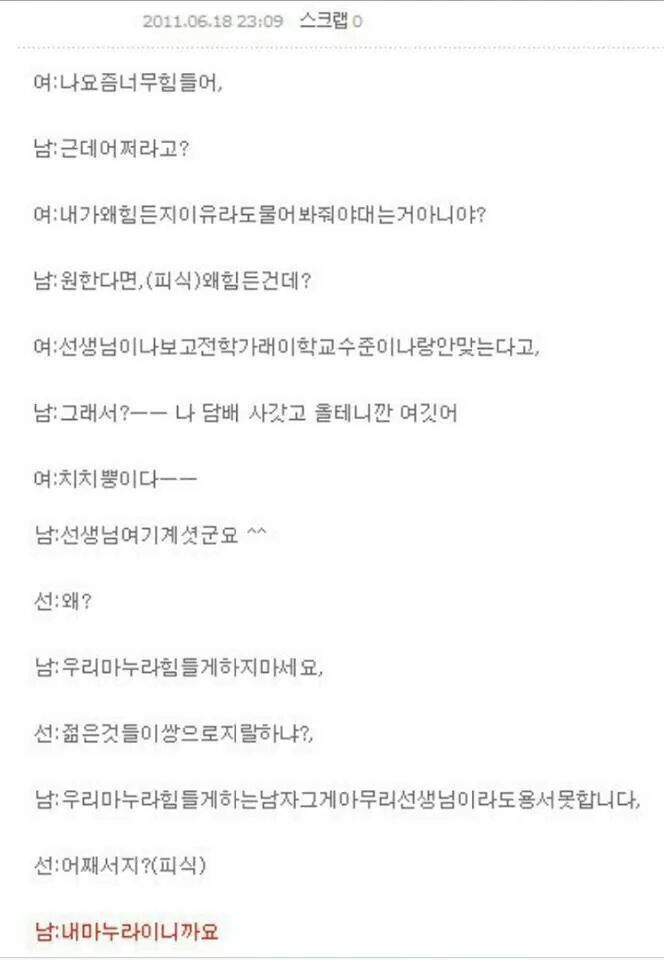 2011.06.18 23:09 스크랩 0
여:나요즘너무힘들어,
남:근데어쩌라고?
여:내가왜힘든지이유라도물어봐줘야대는거아니야?
남:원한다면,(피식)왜힘든건데?
여:선생님이나보고전학가래이학교수준이나랑안맞는다고,
남:그래서?ㅡㅡ 나 담배 사갓고 올테니깐 여깃어
여:치치뿡이다ㅡㅡ
남:선생님여기계셧군요 ^^
선:왜?
남:우리마누라힘들게하지마세요,
선:젊은것들이쌍으로지랄하냐?,
남:우리마누라힘들게하는남자그게아무리선생님이라도용서못합니다,
선:어째서지?(피식)
남:내마누라이니까요